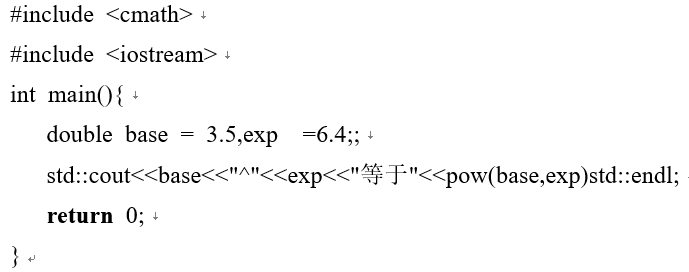 #include <cmath>
#include <iostream>
int main(){
double base = 3.5,exp =6.4;;
std::cout<<base<<"^"<<exp<<"等于"<<pow(base,exp)std::endl;
return 0;
}